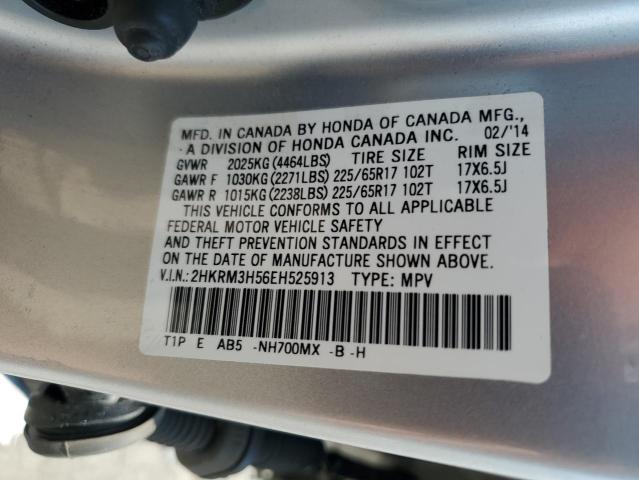 MFD. IN CANADA BY HONDA OF CANADA MFG.,
A DIVISION OF HONDA CANADA INC. 02/'14
GVWR 2025KG(4464LBS) TIRE SIZE RIM SIZE
GAWR F 1030KG(2271LBS) 225/65R17 102T 17X6.5J
GAWR R 1015KG(2238LBS) 225/65R17 102T 17X6.5J
THIS VEHICLE CONFORMS TO ALL APPLICABLE
FEDERAL MOTOR VEHICLE SAFETY
AND THEFT PREVENTION STANDARDS IN EFFECT
ON THE DATE OF MANUFACTURE SHOWN ABOVE.
V.I.N.: 2HKRM3H56EH525913 TYPE: MPV
T1P E AB5 -NH700MX -B -H